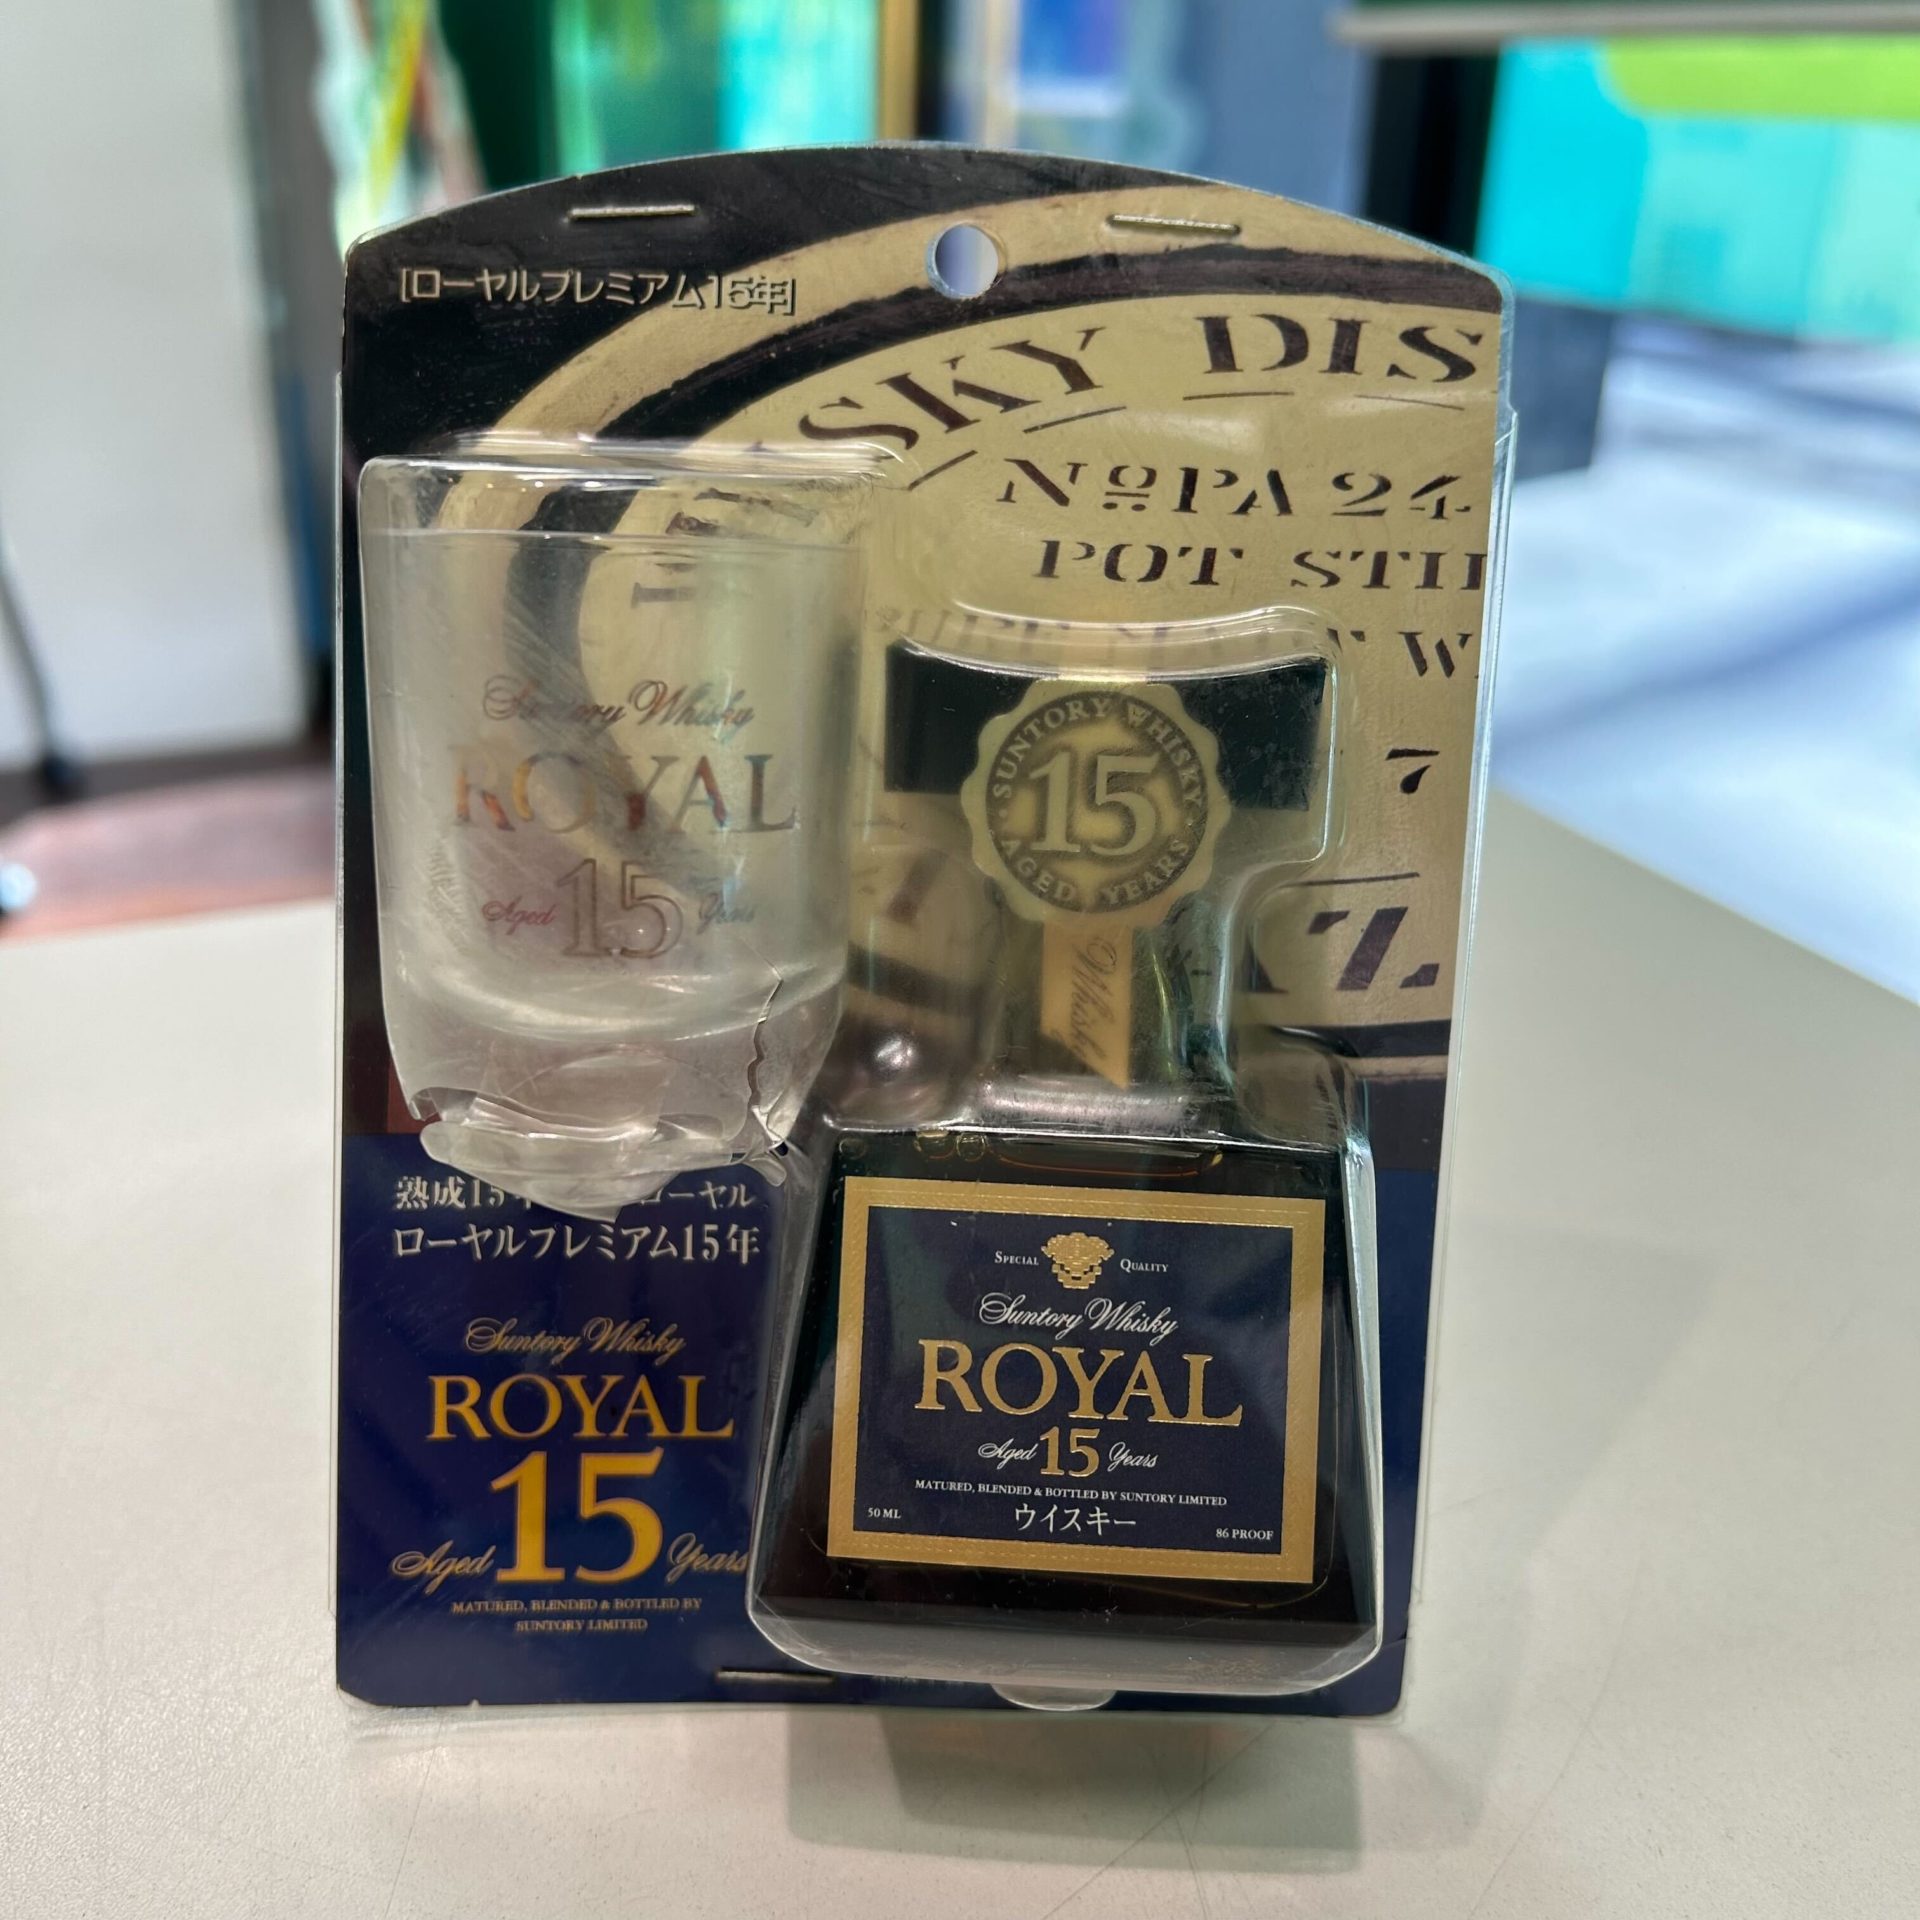 [ローヤルプレミアム15年]
SKY DIS
NoPA 24
POT STIL
W
7
Z
Suntory Whisky
ROYAL
Aged 15 Years
SUNTORY WHISKY
15
AGED YEARS
Whisky
熟成15年 ローヤル
ローヤルプレミアム15年
Suntory Whisky
ROYAL
15
Aged Years
MATURED, BLENDED & BOTTLED BY
SUNTORY LIMITED
SPECIAL QUALITY
Suntory Whisky
ROYAL
Aged 15 Years
MATURED, BLENDED & BOTTLED BY SUNTORY LIMITED
50 ML ウイスキー 86 PROOF